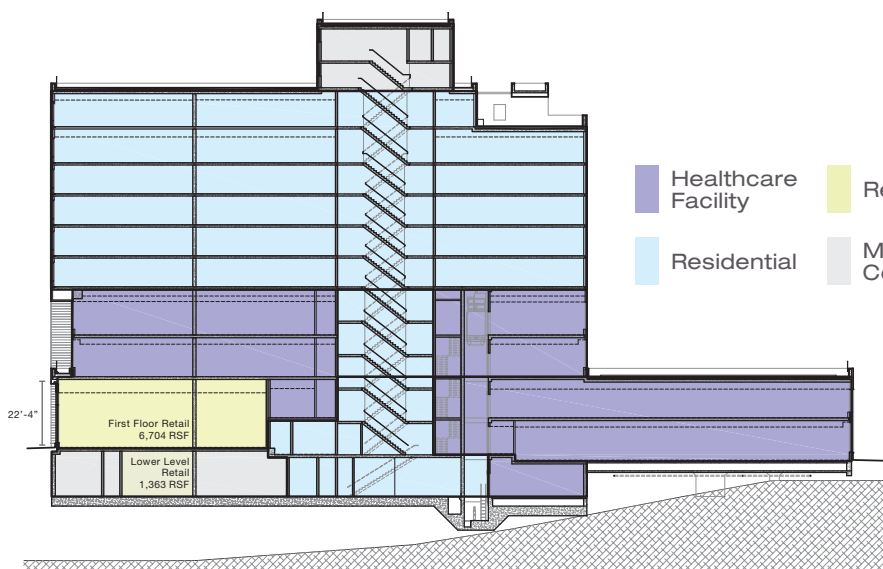 Healthcare
Facility
Residential
22'-4"
First Floor Retail
6,704 RSF
Lower Level
Retail
1,363 RSF